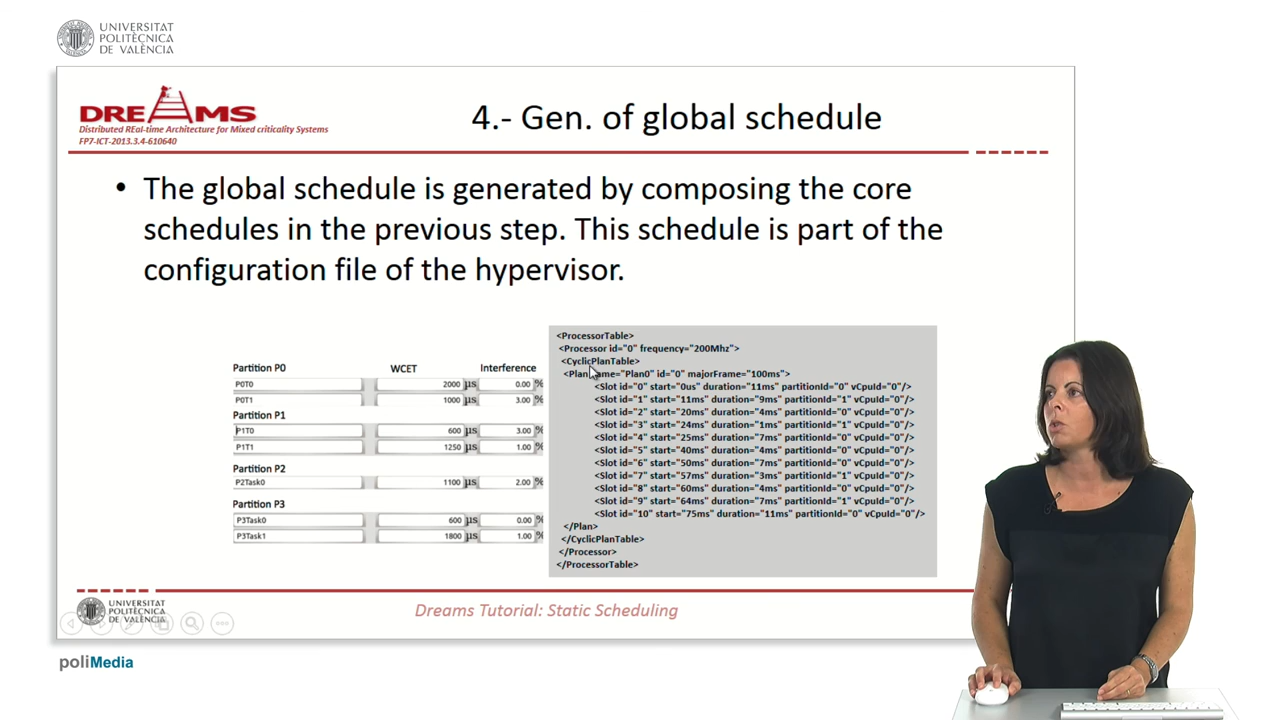 UNIVERSITAT
POLITÈCNICA
DE VALÈNCIA
DREAMS
Distributed REal-time Architecture for Mixed criticality Systems
FP7-ICT-2013.3.4-610640
4.- Gen. of global schedule
• The global schedule is generated by composing the core
schedules in the previous step. This schedule is part of the
configuration file of the hypervisor.
Partition P0 WCET Interference
P0T0 2000 µs 0.00 %
P0T1 1000 µs 3.00 %
Partition P1
P1T0 600 µs 3.00 %
P1T1 1250 µs 1.00 %
Partition P2
P2Task0 1100 µs 2.00 %
Partition P3
P3Task0 600 µs 0.00 %
P3Task1 1800 µs 1.00 %
<ProcessorTable>
<Processor id="0" frequency="200Mhz">
<CyclicPlanTable>
<Plan name="Plan0" id="0" majorFrame="100ms">
<Slot id="0" start="0us" duration="11ms" partitionId="0" vCpuId="0"/>
<Slot id="1" start="11ms" duration="9ms" partitionId="1" vCpuId="0"/>
<Slot id="2" start="20ms" duration="4ms" partitionId="0" vCpuId="0"/>
<Slot id="3" start="24ms" duration="1ms" partitionId="1" vCpuId="0"/>
<Slot id="4" start="25ms" duration="7ms" partitionId="0" vCpuId="0"/>
<Slot id="5" start="40ms" duration="4ms" partitionId="0" vCpuId="0"/>
<Slot id="6" start="50ms" duration="7ms" partitionId="0" vCpuId="0"/>
<Slot id="7" start="57ms" duration="3ms" partitionId="1" vCpuId="0"/>
<Slot id="8" start="60ms" duration="4ms" partitionId="0" vCpuId="0"/>
<Slot id="9" start="64ms" duration="7ms" partitionId="1" vCpuId="0"/>
<Slot id="10" start="75ms" duration="11ms" partitionId="0" vCpuId="0"/>
</Plan>
</CyclicPlanTable>
</Processor>
</ProcessorTable>
UNIVERSITAT
POLITÈCNICA
DE VALÈNCIA
Dreams Tutorial: Static Scheduling
poliMedia